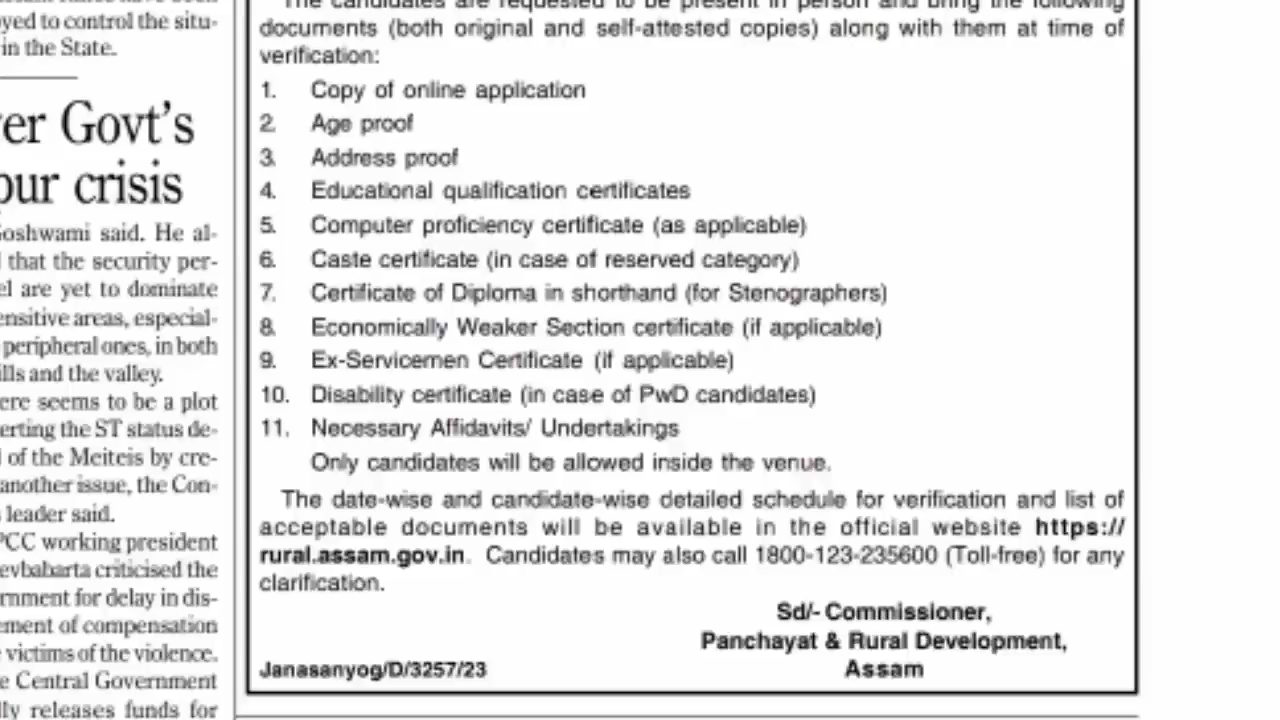 yed to control the situ-
in the State.
er Govt's
our crisis
oshwami said. He al-
that the security per-
el are yet to dominate
ensitive areas, especial-
peripheral ones, in both
ills and the valley.
ere seems to be a plot
erting the ST status de-
of the Meiteis by cre-
another issue, the Con-
leader said.
PCC working president
evbabarta criticised the
rnment for delay in dis-
ement of compensation
victims of the violence.
e Central Government
lly releases funds for
The candidates are requested to be present in person and bring the following
documents (both original and self-attested copies) along with them at time of
verification:
1. Copy of online application
2. Age proof
3. Address proof
4. Educational qualification certificates
5. Computer proficiency certificate (as applicable)
6. Caste certificate (in case of reserved category)
7. Certificate of Diploma in shorthand (for Stenographers)
8. Economically Weaker Section certificate (if applicable)
9. Ex-Servicemen Certificate (if applicable)
10. Disability certificate (in case of PwD candidates)
11. Necessary Affidavits/ Undertakings
Only candidates will be allowed inside the venue.
The date-wise and candidate-wise detailed schedule for verification and list of
acceptable documents will be available in the official website https://
rural.assam.gov.in. Candidates may also call 1800-123-235600 (Toll-free) for any
clarification.
Sd/- Commissioner,
Panchayat & Rural Development,
Assam
Janasanyog/D/3257/23